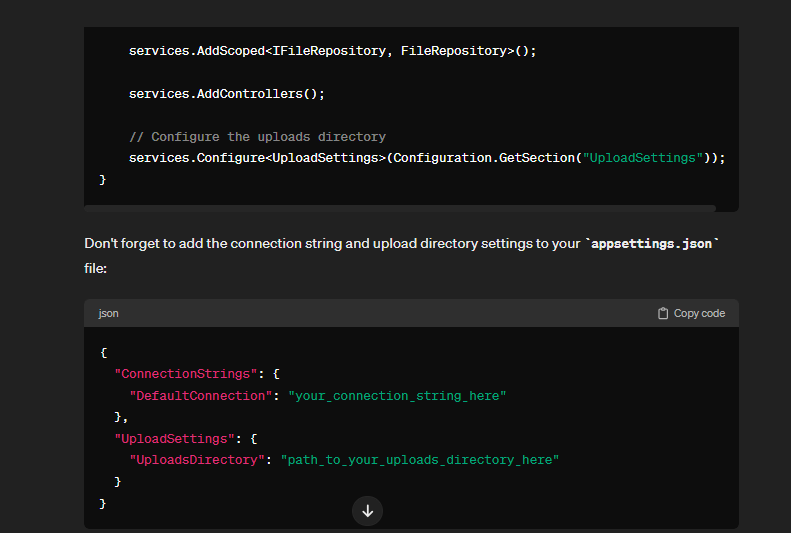 services.AddScoped<IFileRepository, FileRepository>();
services.AddControllers();
// Configure the uploads directory
services.Configure<UploadSettings>(Configuration.GetSection("UploadSettings"));
}
Don't forget to add the connection string and upload directory settings to your `appsettings.json`
file:
json
Copy code
{
"ConnectionStrings": {
"DefaultConnection": "your_connection_string_here"
},
"UploadSettings": {
"UploadsDirectory": "path_to_your_uploads_directory_here"
}
}